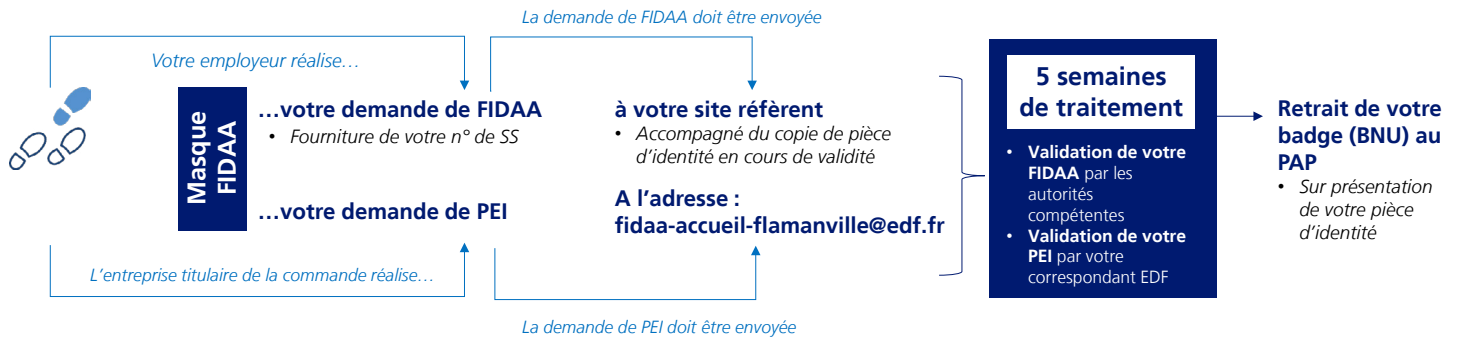 La demande de FIDAA doit être envoyée
Votre employeur réalise…
Masque
FIDAA
…votre demande de FIDAA
• Fourniture de votre n° de SS
…votre demande de PEI
L’entreprise titulaire de la commande réalise…
à votre site réfèrent
• Accompagné du copie de pièce
d’identité en cours de validité
A l’adresse :
fidaa-accueil-flamanville@edf.fr
La demande de PEI doit être envoyée
5 semaines
de traitement
• Validation de votre
FIDAA par les
autorités
compétentes
• Validation de votre
PEI par votre
correspondant EDF
Retrait de votre
badge (BNU) au
PAP
• Sur présentation
de votre pièce
d’identité